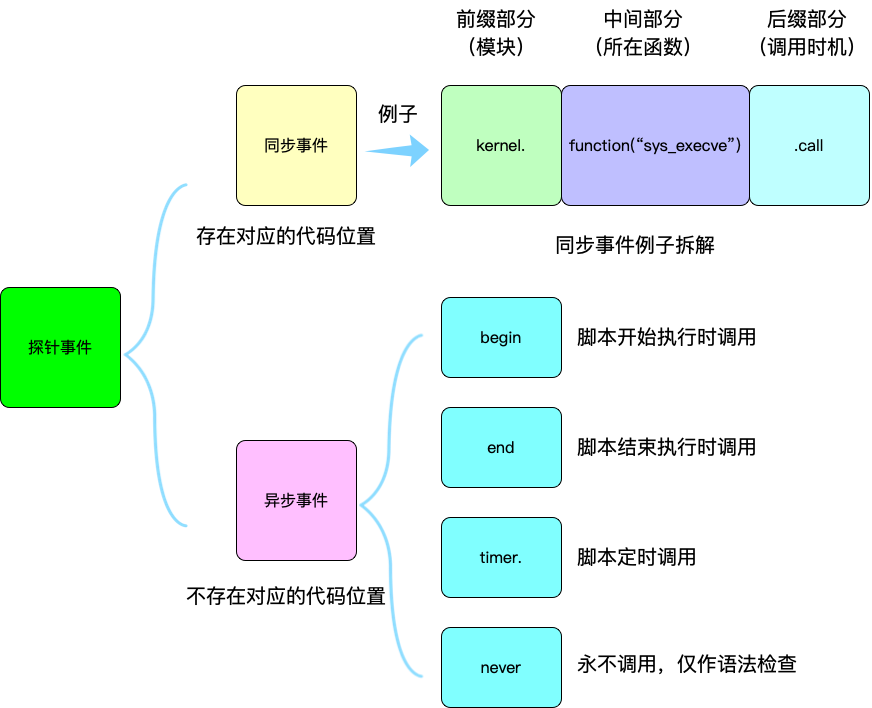 前缀部分
（模块）
中间部分
（所在函数）
后缀部分
（调用时机）
同步事件
例子
kernel.
function(“sys_execve”)
.call
存在对应的代码位置
同步事件例子拆解
探针事件
begin
脚本开始执行时调用
end
脚本结束执行时调用
异步事件
不存在对应的代码位置
timer.
脚本定时调用
never
永不调用，仅作语法检查